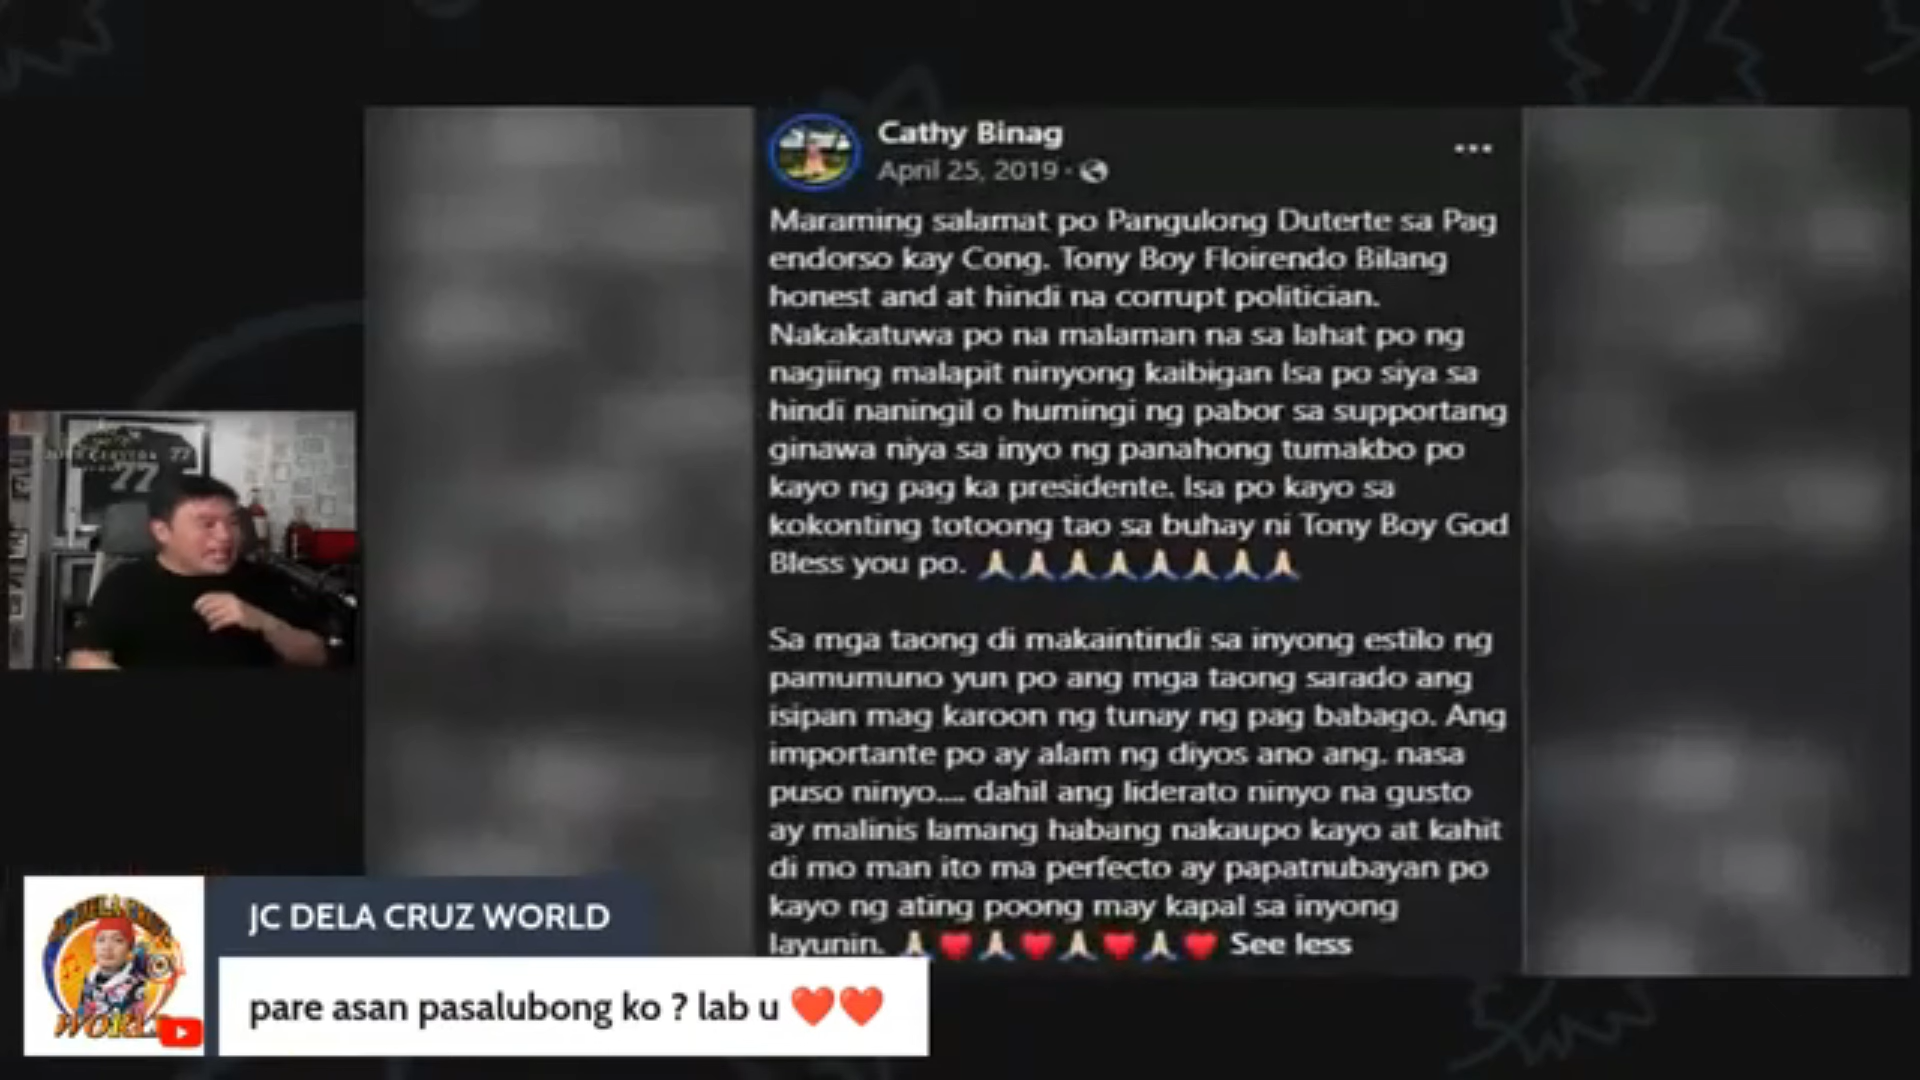 Cathy Binag
April 25, 2019
Maraming salamat po Pangulong Duterte sa Pag
endorso kay Cong. Tony Boy Floirendo Bilang
honest and at hindi na corrupt politician.
Nakakatuwa po na malaman na sa lahat po ng
nagiing malapit ninyong kaibigan Isa po siya sa
hindi naningil o humingi ng pabor sa supportang
ginawa niya sa inyo ng panahong tumakbo po
kayo ng pag ka presidente. Isa po kayo sa
kokonting totoong tao sa buhay ni Tony Boy God
Bless you po. 🙏🏻🙏🏻🙏🏻🙏🏻🙏🏻🙏🏻🙏🏻🙏🏻
Sa mga taong di makaintindi sa inyong estilo ng
pamumuno yun po ang mga taong sarado ang
isipan mag karoon ng tunay ng pag babago. Ang
importante po ay alam ng diyos ano ang. nasa
puso ninyo.... dahil ang liderato ninyo na gusto
ay malinis lamang habang nakaupo kayo at kahit
di mo man ito ma perfecto ay papatnubayan po
kayo ng ating poong may kapal sa inyong
layunin. 🙏🏻❤️🙏🏻❤️🙏🏻❤️🙏🏻❤️ See less
77
77
JC DELA CRUZ WORLD
pare asan pasalubong ko ? lab u ❤️❤️